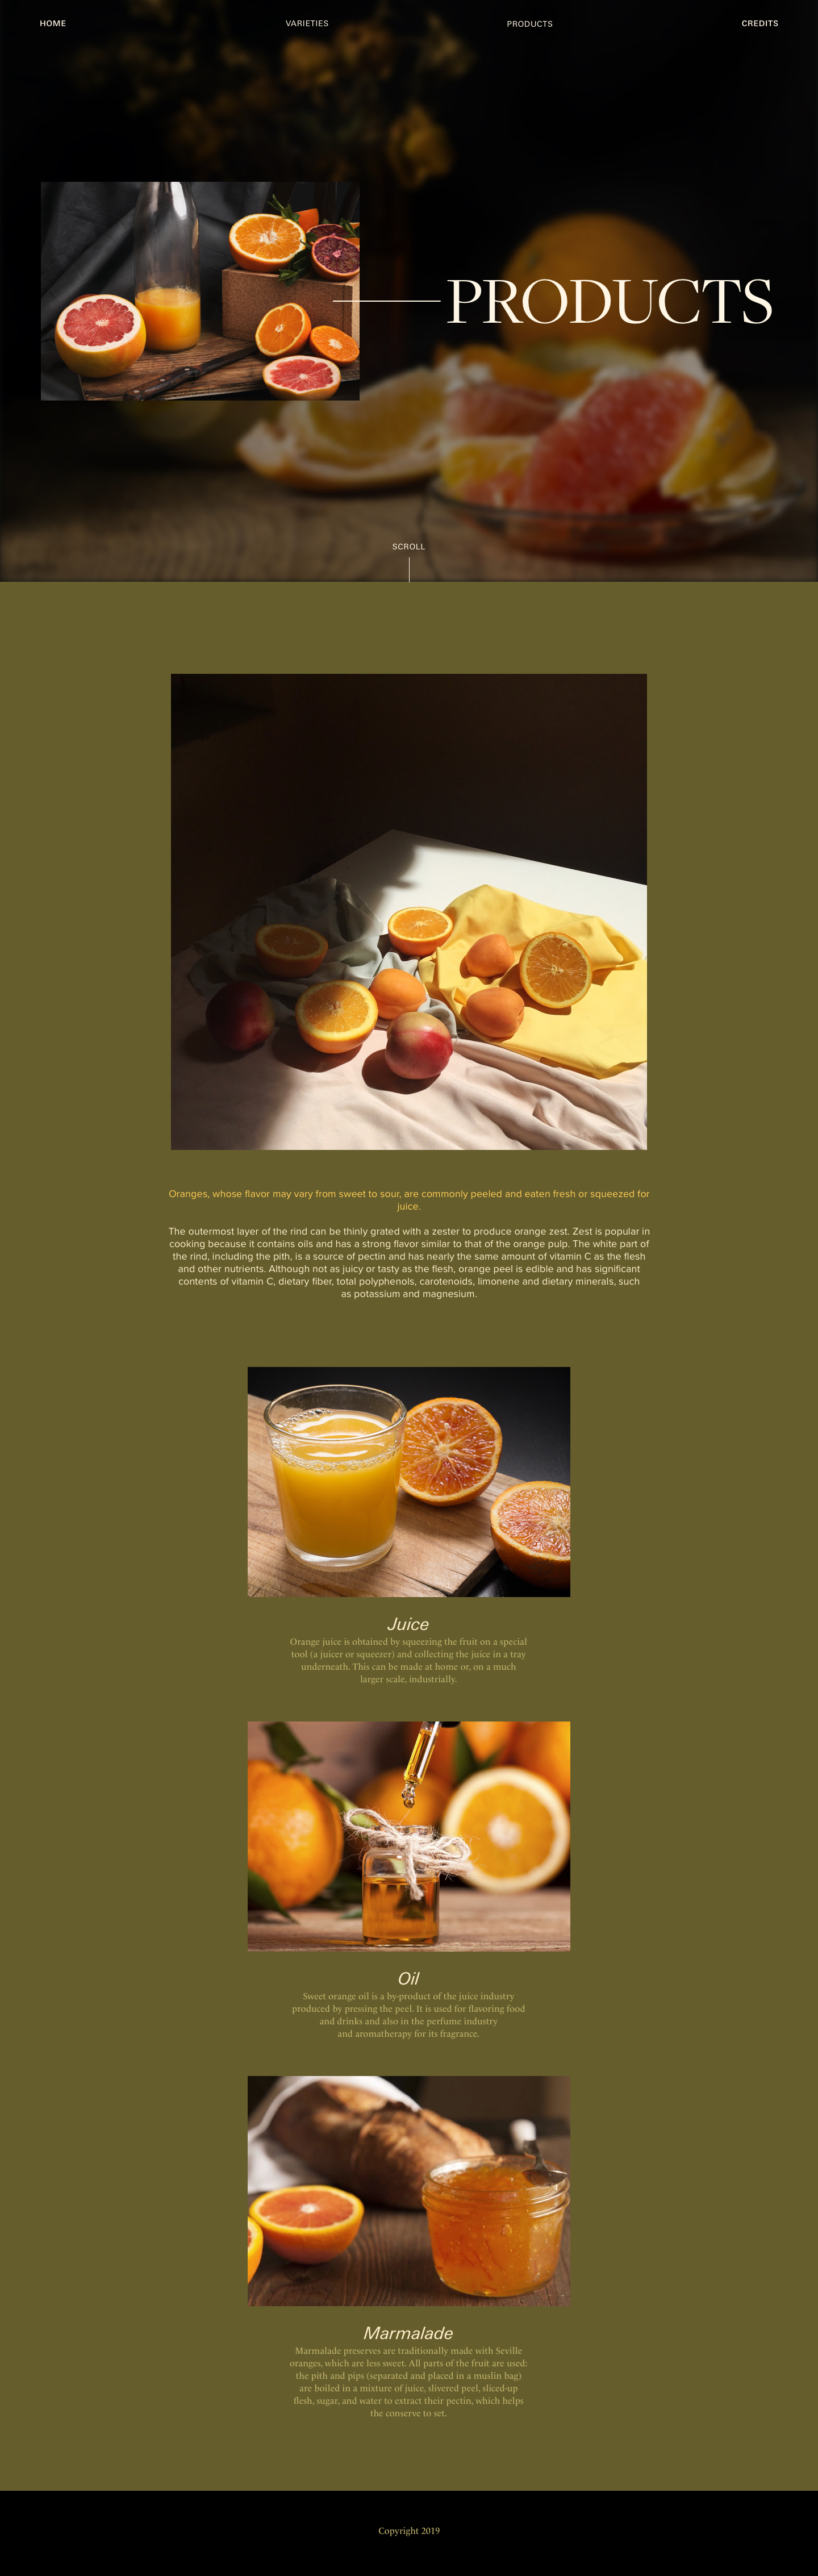 HOME
VARIETIES
PRODUCTS
CREDITS
PRODUCTS
SCROLL
Oranges, whose flavor may vary from sweet to sour, are commonly peeled and eaten fresh or squeezed for
juice.
The outermost layer of the rind can be thinly grated with a zester to produce orange zest. Zest is popular in
cooking because it contains oils and has a strong flavor similar to that of the orange pulp. The white part of
the rind, including the pith, is a source of pectin and has nearly the same amount of vitamin C as the flesh
and other nutrients. Although not as juicy or tasty as the flesh, orange peel is edible and has significant
contents of vitamin C, dietary fiber, total polyphenols, carotenoids, limonene and dietary minerals, such
as potassium and magnesium.
Juice
Orange juice is obtained by squeezing the fruit on a special
tool (a juicer or squeezer) and collecting the juice in a tray
underneath. This can be made at home or, on a much
larger scale, industrially.
Oil
Sweet orange oil is a by-product of the juice industry
produced by pressing the peel. It is used for flavoring food
and drinks and also in the perfume industry
and aromatherapy for its fragrance.
Marmalade
Marmalade preserves are traditionally made with Seville
oranges, which are less sweet. All parts of the fruit are used:
the pith and pips (separated and placed in a muslin bag)
are boiled in a mixture of juice, slivered peel, sliced-up
flesh, sugar, and water to extract their pectin, which helps
the conserve to set.
Copyright 2019